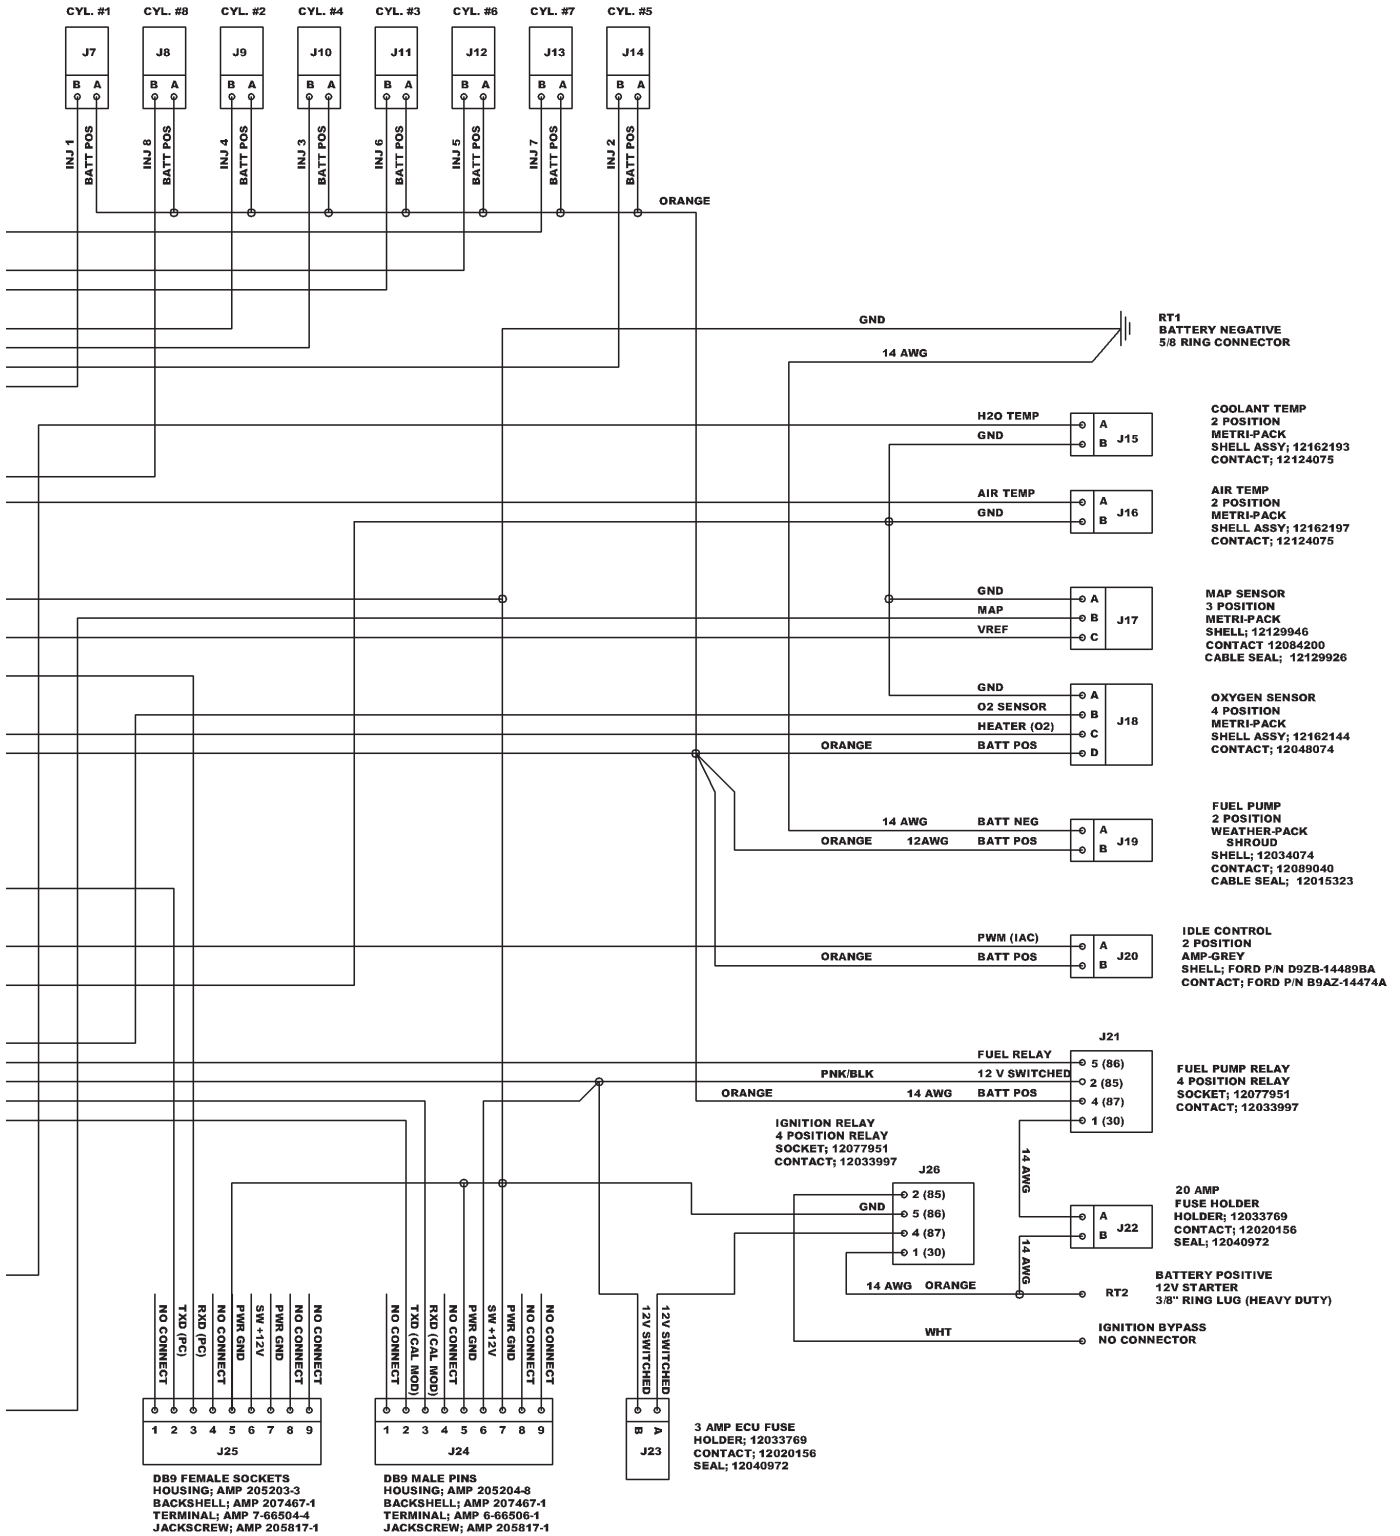 CYL. #1 CYL. #8 CYL. #2 CYL. #4 CYL. #3 CYL. #6 CYL. #7 CYL. #5
J7 J8 J9 J10 J11 J12 J13 J14
B A B A B A B A B A B A B A B A
INJ 1
BATT POS
INJ 8
BATT POS
INJ 4
BATT POS
INJ 3
BATT POS
INJ 6
BATT POS
INJ 5
BATT POS
INJ 7
BATT POS
INJ 2
BATT POS
ORANGE
GND
14 AWG
RT1
BATTERY NEGATIVE
5/8 RING CONNECTOR
H2O TEMP
GND
A
B
J15
COOLANT TEMP
2 POSITION
METRI-PACK
SHELL ASSY; 12162193
CONTACT; 12124075
AIR TEMP
GND
A
B
J16
AIR TEMP
2 POSITION
METRI-PACK
SHELL ASSY; 12162197
CONTACT; 12124075
GND
MAP
VREF
A
B
C
J17
MAP SENSOR
3 POSITION
METRI-PACK
SHELL; 12129946
CONTACT 12084200
CABLE SEAL; 12129926
GND
O2 SENSOR
HEATER (O2)
ORANGE BATT POS
A
B
C
D
J18
OXYGEN SENSOR
4 POSITION
METRI-PACK
SHELL ASSY; 12162144
CONTACT; 12048074
14 AWG BATT NEG
ORANGE 12AWG BATT POS
A
B
J19
FUEL PUMP
2 POSITION
WEATHER-PACK
SHROUD
SHELL; 12034074
CONTACT; 12089040
CABLE SEAL; 12015323
PWM (IAC)
ORANGE BATT POS
A
B
J20
IDLE CONTROL
2 POSITION
AMP-GREY
SHELL; FORD P/N D9ZB-14489BA
CONTACT; FORD P/N B9AZ-14474A
J21
FUEL RELAY
PNK/BLK 12 V SWITCHED
ORANGE 14 AWG BATT POS
5 (86)
2 (85)
4 (87)
1 (30)
FUEL PUMP RELAY
4 POSITION RELAY
SOCKET; 12077951
CONTACT; 12033997
IGNITION RELAY
4 POSITION RELAY
SOCKET; 12077951
CONTACT; 12033997
J26
GND
2 (85)
5 (86)
4 (87)
1 (30)
14 AWG
14 AWG
A
B
J22
20 AMP
FUSE HOLDER
HOLDER; 12033769
CONTACT; 12020156
SEAL; 12040972
14 AWG ORANGE
RT2
BATTERY POSITIVE
12V STARTER
3/8" RING LUG (HEAVY DUTY)
WHT
IGNITION BYPASS
NO CONNECTOR
NO CONNECT
TXD (PC)
RXD (PC)
NO CONNECT
PWR GND
SW +12V
PWR GND
NO CONNECT
NO CONNECT
1 2 3 4 5 6 7 8 9
J25
DB9 FEMALE SOCKETS
HOUSING; AMP 205203-3
BACKSHELL; AMP 207467-1
TERMINAL; AMP 7-66504-4
JACKSCREW; AMP 205817-1
NO CONNECT
TXD (CAL MOD)
RXD (CAL MOD)
NO CONNECT
PWR GND
SW +12V
PWR GND
NO CONNECT
NO CONNECT
1 2 3 4 5 6 7 8 9
J24
DB9 MALE PINS
HOUSING; AMP 205204-8
BACKSHELL; AMP 207467-1
TERMINAL; AMP 6-66506-1
JACKSCREW; AMP 205817-1
12V SWITCHED
12V SWITCHED
B A
J23
3 AMP ECU FUSE
HOLDER; 12033769
CONTACT; 12020156
SEAL; 12040972